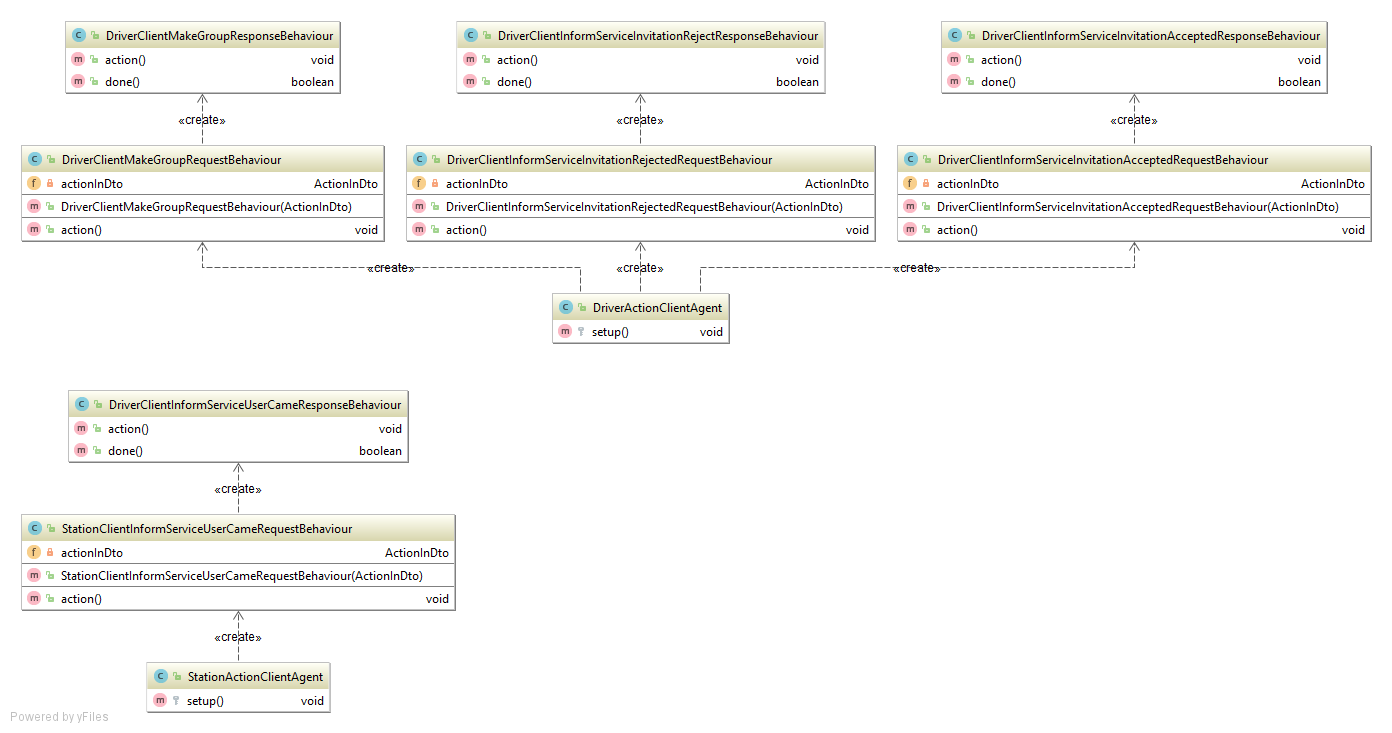 C DriverClientMakeGroupResponseBehaviour
m action() void
m done() boolean
C DriverClientInformServiceInvitationRejectResponseBehaviour
m action() void
m done() boolean
C DriverClientInformServiceInvitationAcceptedResponseBehaviour
m action() void
m done() boolean
«create»
«create»
«create»
C DriverClientMakeGroupRequestBehaviour
f actionInDto ActionInDto
m DriverClientMakeGroupRequestBehaviour(ActionInDto)
m action() void
C DriverClientInformServiceInvitationRejectedRequestBehaviour
f actionInDto ActionInDto
m DriverClientInformServiceInvitationRejectedRequestBehaviour(ActionInDto)
m action() void
C DriverClientInformServiceInvitationAcceptedRequestBehaviour
f actionInDto ActionInDto
m DriverClientInformServiceInvitationAcceptedRequestBehaviour(ActionInDto)
m action() void
«create»
«create»
«create»
C DriverActionClientAgent
m setup() void
C DriverClientInformServiceUserCameResponseBehaviour
m action() void
m done() boolean
«create»
C StationClientInformServiceUserCameRequestBehaviour
f actionInDto ActionInDto
m StationClientInformServiceUserCameRequestBehaviour(ActionInDto)
m action() void
«create»
C StationActionClientAgent
m setup() void
Powered by yFiles